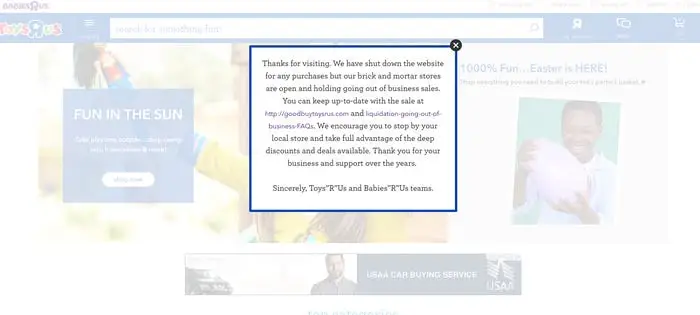 BABIESRUS
ToysRUs
search for something fun
FUN IN THE SUN
shop now
Thanks for visiting. We have shut down the website
for any purchases but our brick and mortar stores
are open and holding going out of business sales.
You can keep up-to-date with the sale at
http://goodbuytoysrus.com and liquidation-going-out-of-
business-FAQs. We encourage you to stop by your
local store and take full advantage of the deep
discounts and deals available. Thank you for your
business and support over the years.
Sincerely, Toys"R"Us and Babies"R"Us teams.
1000% Fun...Easter is HERE!
USAA CAR BUYING SERVICE
USAA